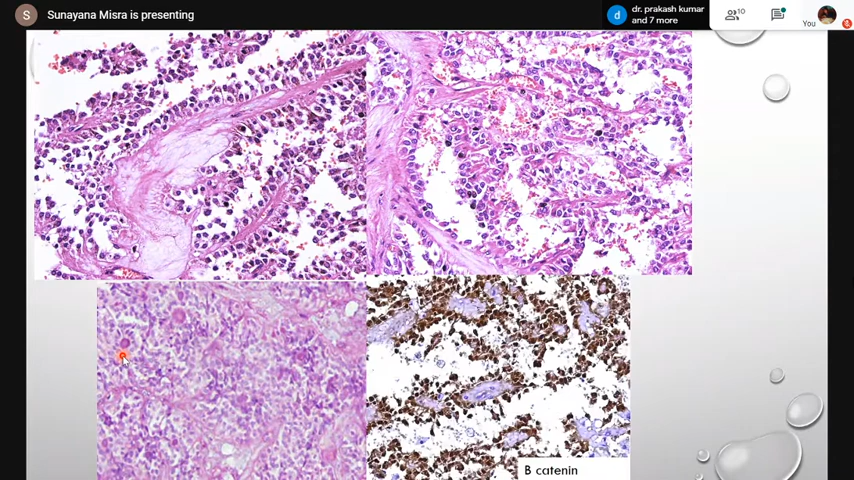 S Sunayana Misra is presenting
d dr. prakash kumar
and 7 more
10
You
B catenin